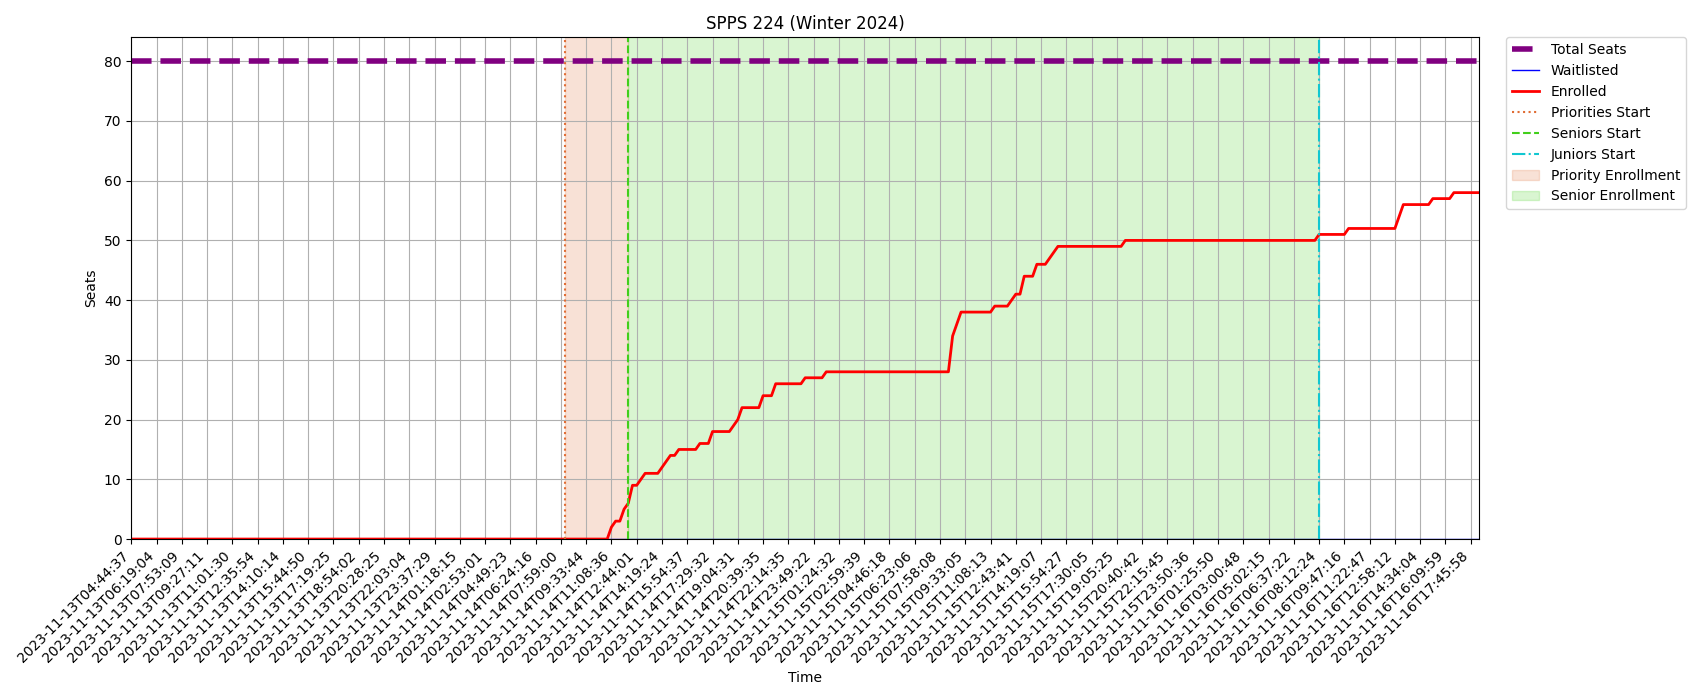 SPPS 224 (Winter 2024)
Total Seats
Waitlisted
Enrolled
Priorities Start
Seniors Start
Juniors Start
Priority Enrollment
Senior Enrollment
Seats
80
70
60
50
40
30
20
10
0
2023-11-13T04:44:37
2023-11-13T06:19:04
2023-11-13T07:53:09
2023-11-13T09:27:11
2023-11-13T11:01:30
2023-11-13T12:35:54
2023-11-13T14:10:14
2023-11-13T15:44:50
2023-11-13T17:19:25
2023-11-13T18:54:02
2023-11-13T20:28:25
2023-11-13T22:03:04
2023-11-13T23:37:29
2023-11-14T01:18:15
2023-11-14T02:53:01
2023-11-14T04:49:23
2023-11-14T06:24:16
2023-11-14T07:59:00
2023-11-14T09:33:44
2023-11-14T11:08:36
2023-11-14T12:44:01
2023-11-14T14:19:24
2023-11-14T15:54:37
2023-11-14T17:29:32
2023-11-14T19:04:31
2023-11-14T20:39:35
2023-11-14T22:14:35
2023-11-14T23:49:22
2023-11-15T01:24:32
2023-11-15T02:59:39
2023-11-15T04:46:18
2023-11-15T06:23:06
2023-11-15T07:58:08
2023-11-15T09:33:05
2023-11-15T11:08:13
2023-11-15T12:43:41
2023-11-15T14:19:07
2023-11-15T15:54:27
2023-11-15T17:30:05
2023-11-15T19:05:25
2023-11-15T20:40:42
2023-11-15T22:15:45
2023-11-15T23:50:36
2023-11-16T01:25:50
2023-11-16T03:00:48
2023-11-16T05:02:15
2023-11-16T06:37:22
2023-11-16T08:12:24
2023-11-16T09:47:16
2023-11-16T11:22:47
2023-11-16T12:58:12
2023-11-16T14:34:04
2023-11-16T16:09:59
2023-11-16T17:45:58
Time